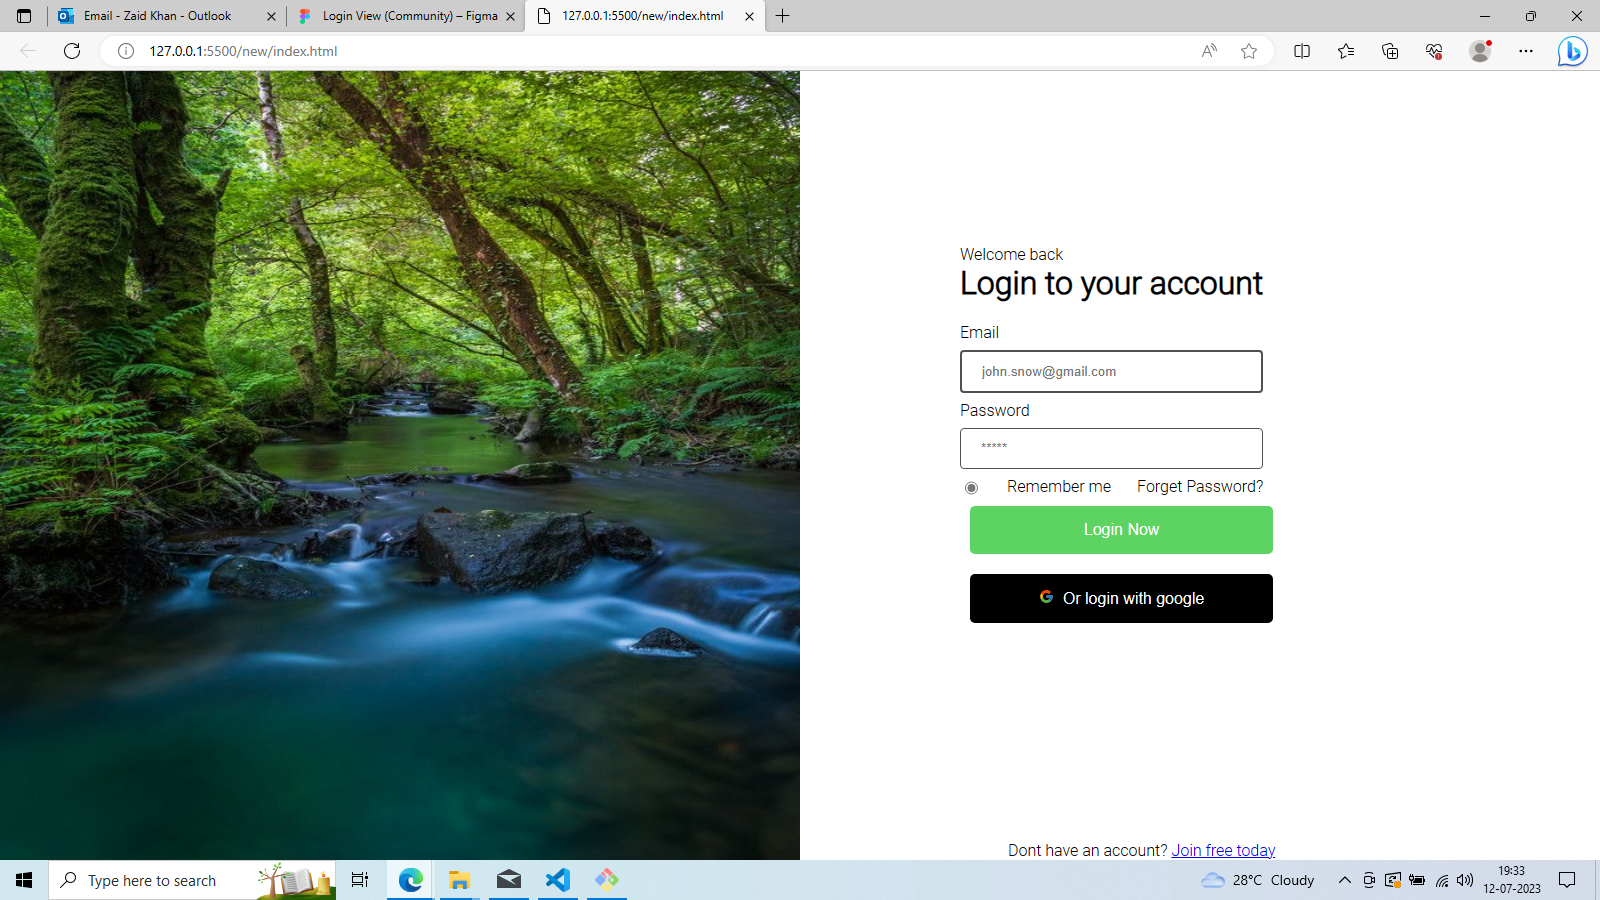 Email - Zaid Khan - Outlook
Login View (Community) – Figma
127.0.0.1:5500/new/index.html
127.0.0.1:5500/new/index.html
Welcome back
Login to your account
Email
john.snow@gmail.com
Password
*****
Remember me Forget Password?
Login Now
Or login with google
Dont have an account? Join free today
Type here to search
28°C Cloudy
19:33
12-07-2023